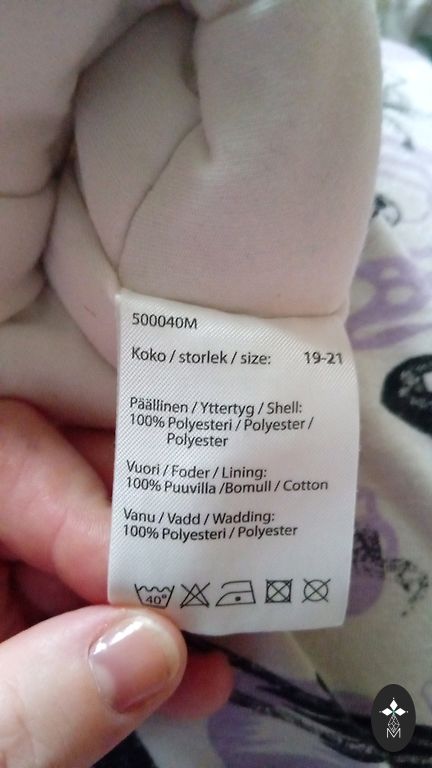 500040M
Koko / storlek / size: 19-21
Päällinen / Yttertyg / Shell:
100% Polyesteri / Polyester /
Polyester
Vuori / Foder / Lining:
100% Puuvilla /Bomull / Cotton
Vanu / Vadd / Wadding:
100% Polyesteri / Polyester
40°
M